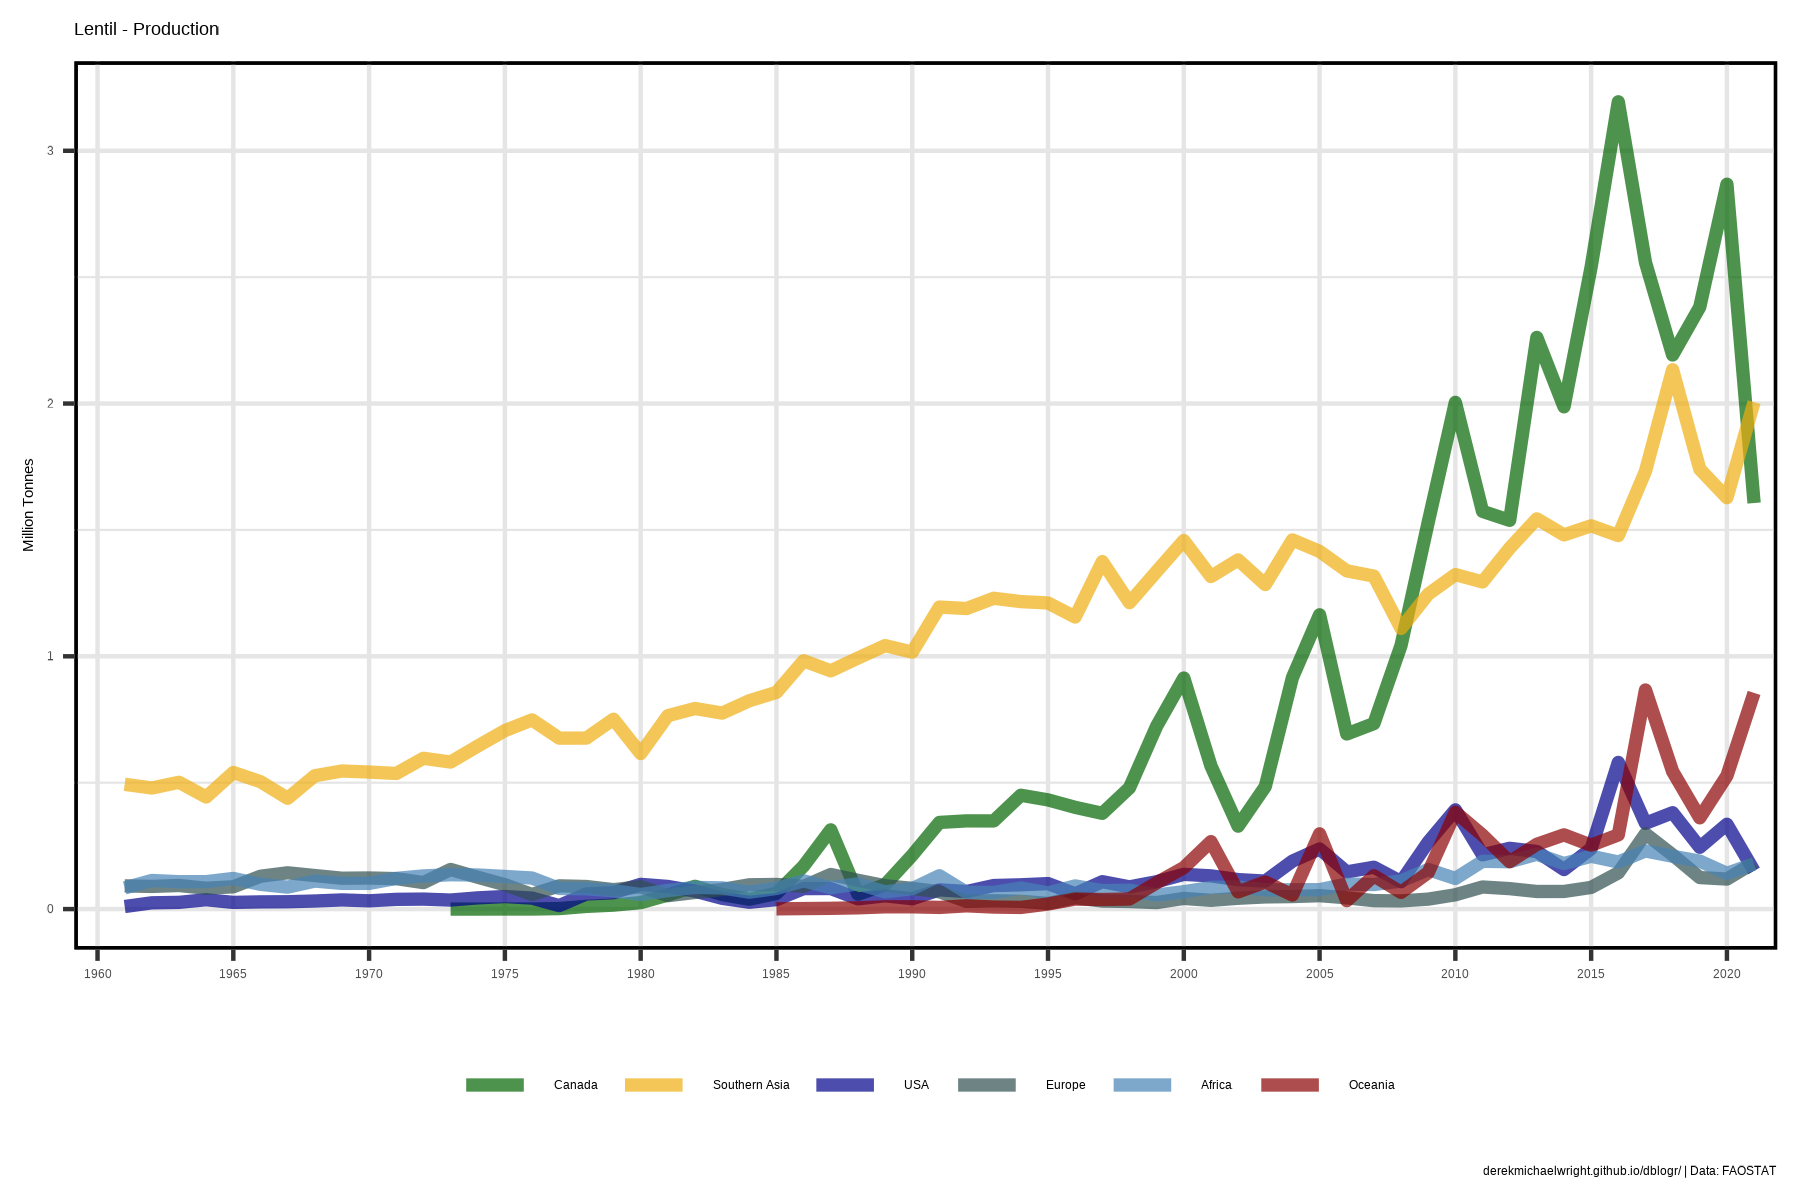 Lentil - Production
Million Tonnes
3
2
1
0
1960 1965 1970 1975 1980 1985 1990 1995 2000 2005 2010 2015 2020
Canada Southern Asia USA Europe Africa Oceania
derekmichaelwright.github.io/dblogr/ | Data: FAOSTAT